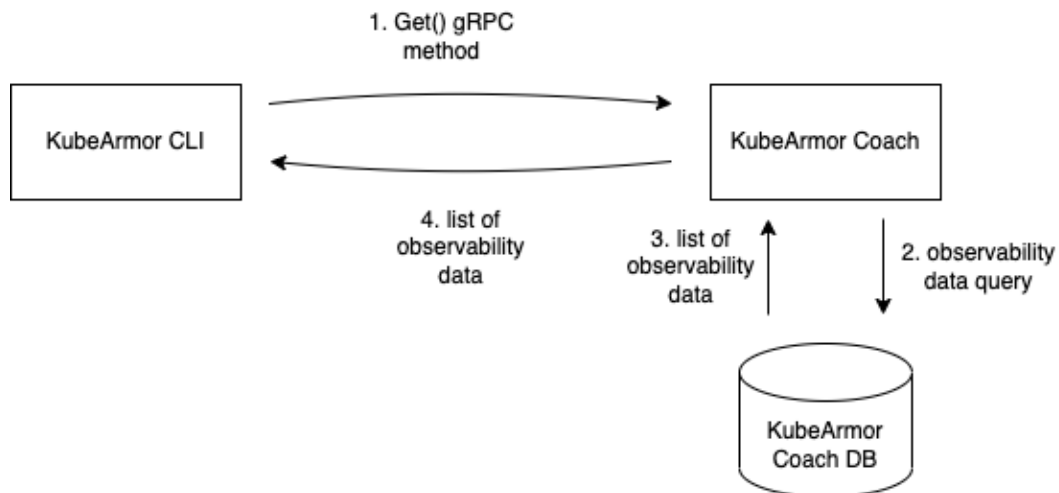 1. Get() gRPC
method
KubeArmor CLI
KubeArmor Coach
4. list of
observability
data
3. list of
observability
data
2. observability
data query
KubeArmor
Coach DB